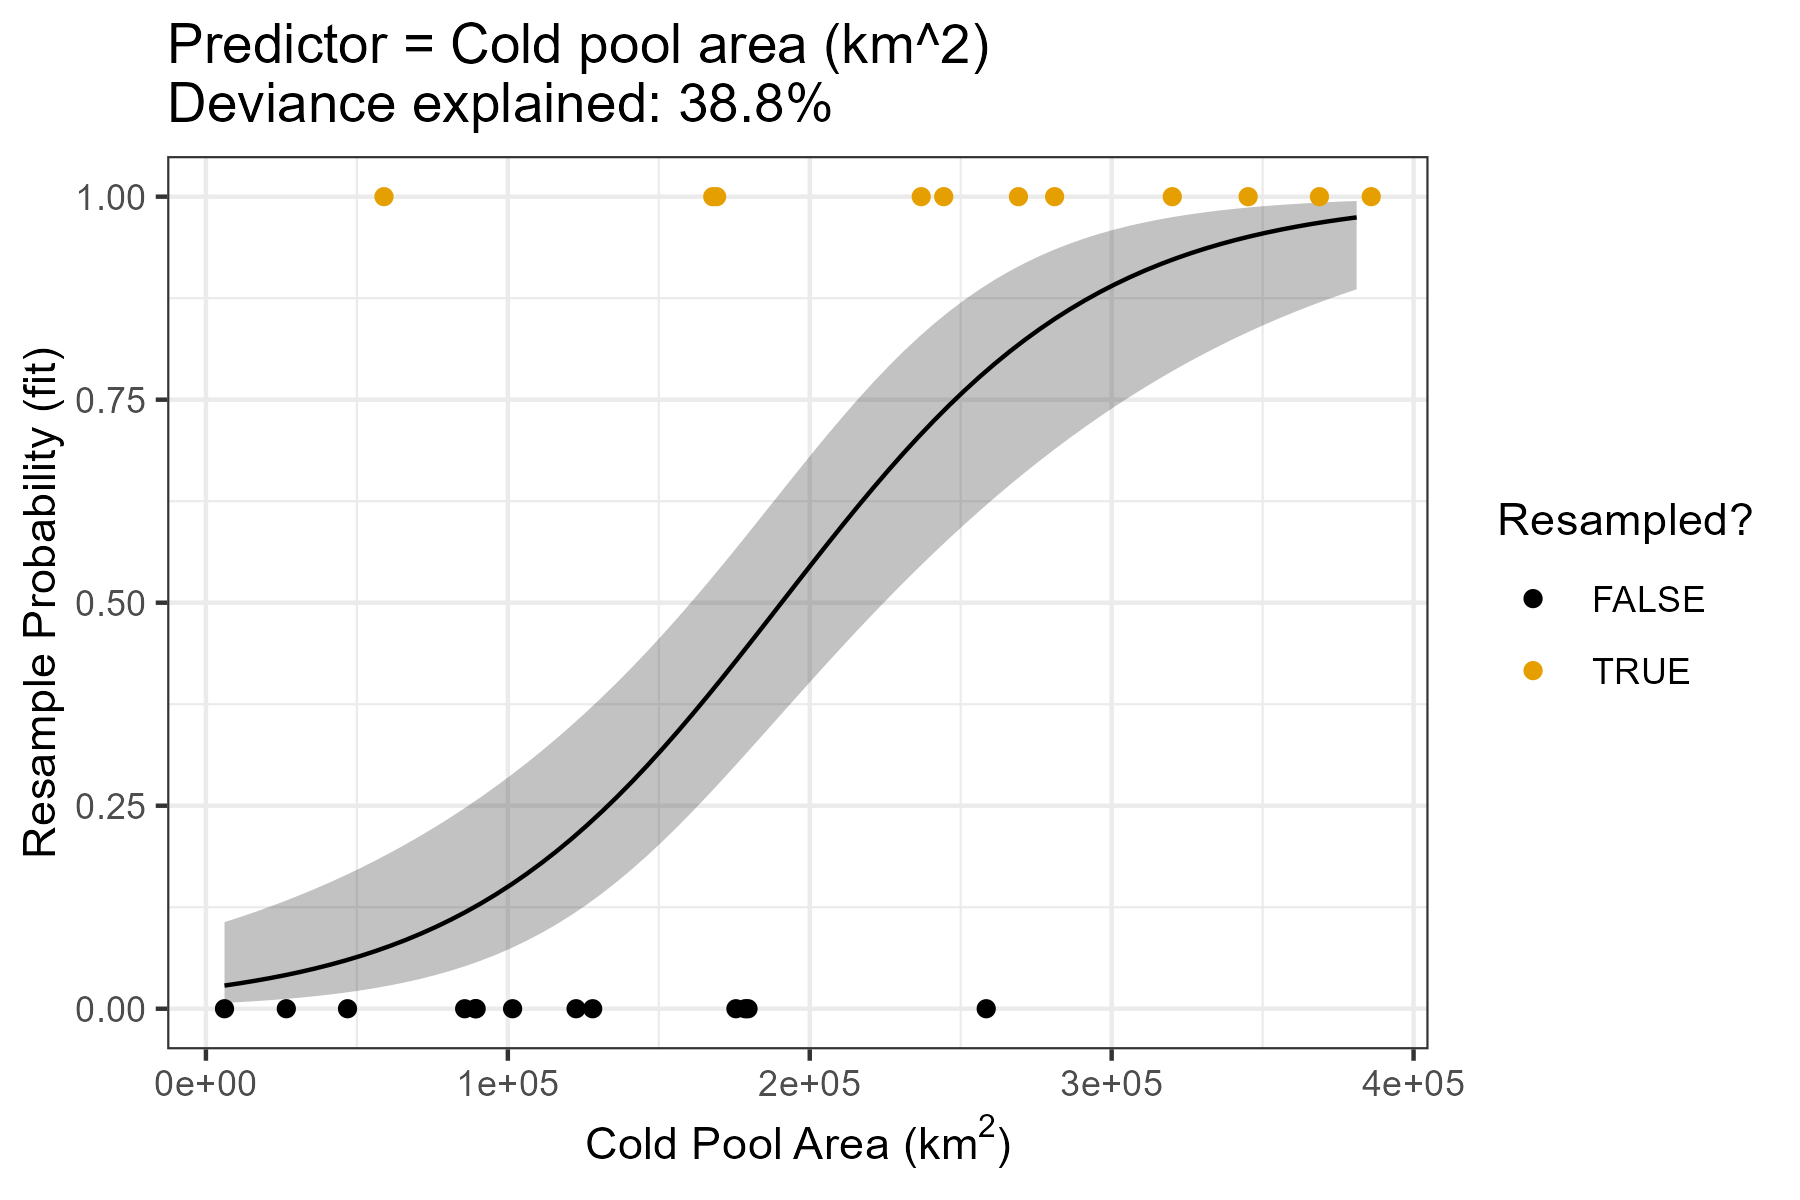 Predictor = Cold pool area (km^2)
Deviance explained: 38.8%
Resample Probability (fit)
1.00
0.75
0.50
0.25
0.00
0e+00 1e+05 2e+05 3e+05 4e+05
Cold Pool Area (km²)
Resampled?
FALSE
TRUE